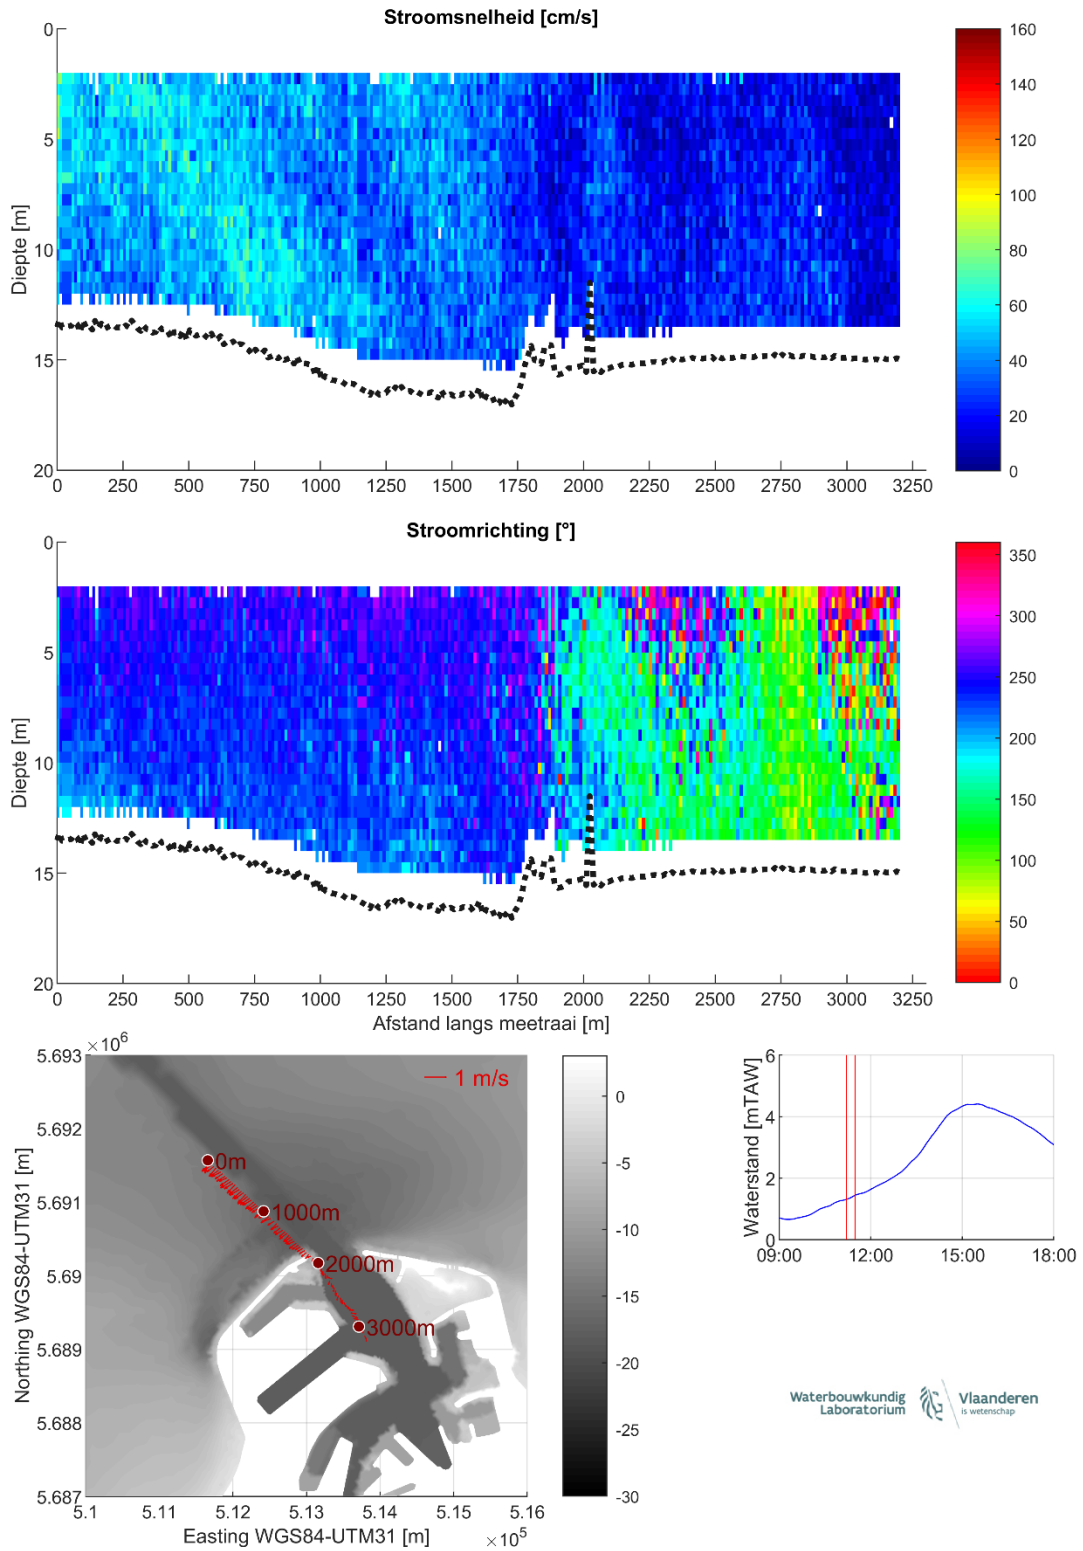 Stroomsnelheid [cm/s]
0
5
10
15
20
Diepte [m]
0 250 500 750 1000 1250 1500 1750 2000 2250 2500 2750 3000 3250
160
140
120
100
80
60
40
20
0
Stroomrichting [°]
0
5
10
15
20
Diepte [m]
0 250 500 750 1000 1250 1500 1750 2000 2250 2500 2750 3000 3250
Afstand langs meetraai [m]
350
300
250
200
150
100
50
0
×10⁶
5.693
5.692
5.691
5.69
5.689
5.688
5.687
Northing WGS84-UTM31 [m]
1 m/s
0m
1000m
2000m
3000m
5.1 5.12 5.13 5.14 5.15 5.16
Easting WGS84-UTM31 [m]
×10⁵
0
-5
-10
-15
-20
-25
-30
Waterstand [mTAW]
6
4
2
0
09:00 12:00 15:00 18:00
Waterbouwkundig
Laboratorium
Vlaanderen
is wetenschap